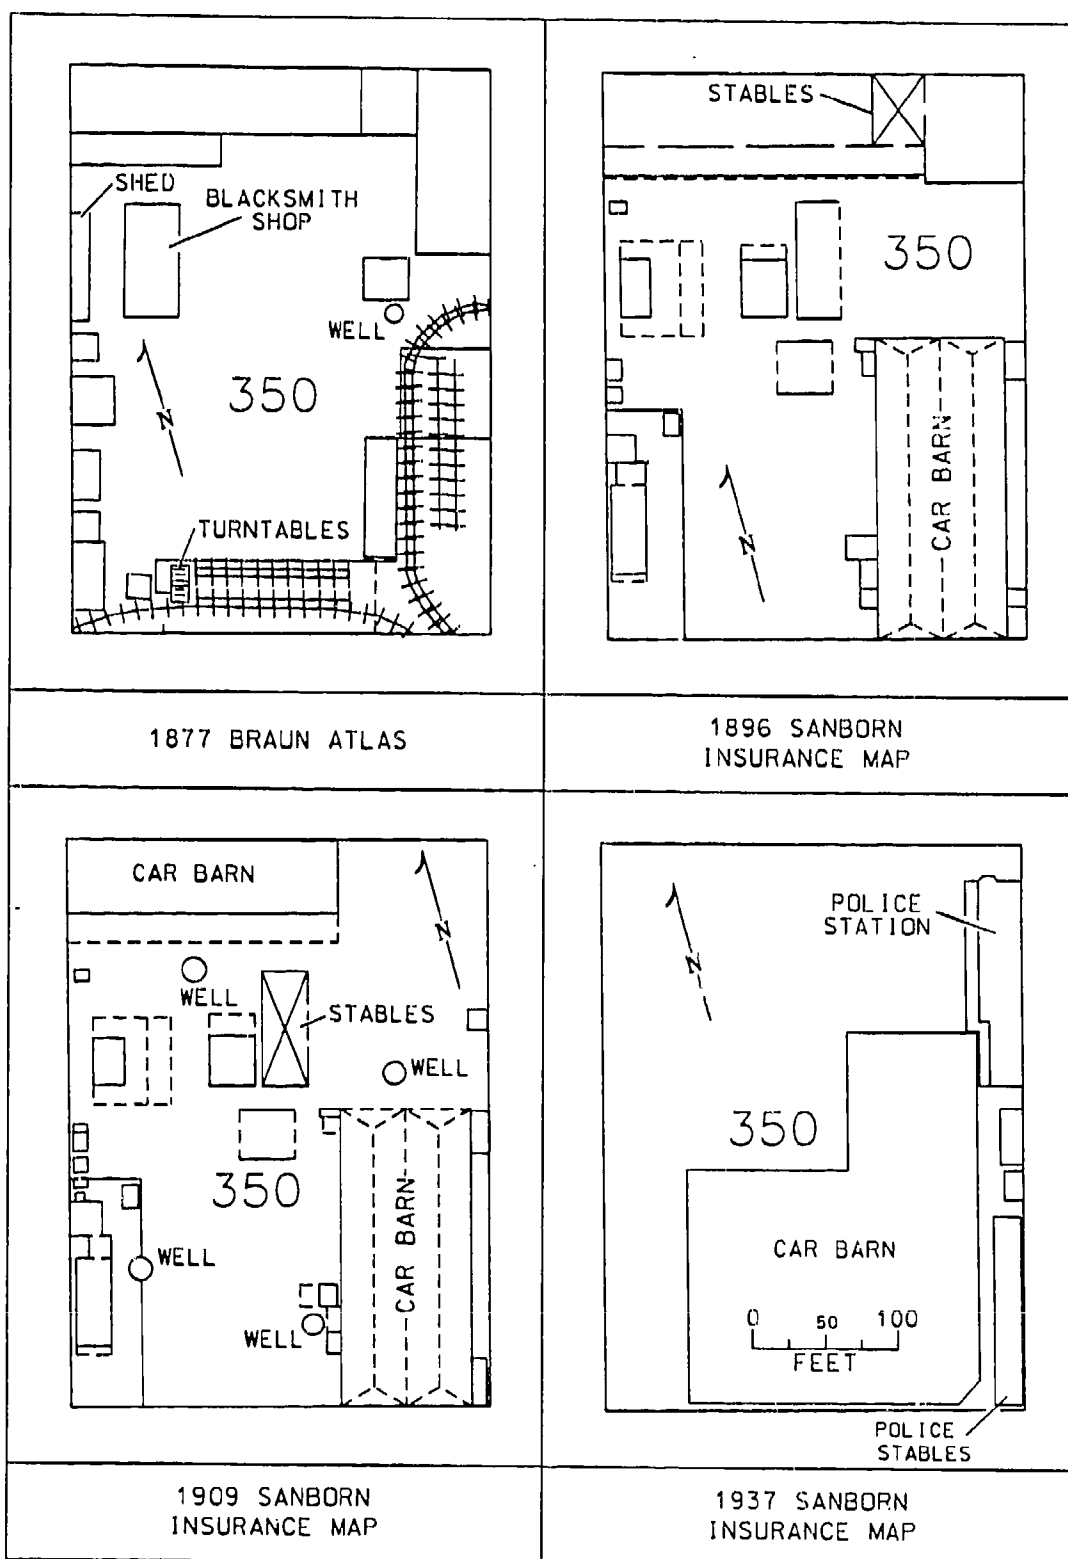 SHED
BLACKSMITH
SHOP
WELL
350
N
TURNTABLES
1877 BRAUN ATLAS
STABLES
350
CAR BARN
N
1896 SANBORN
INSURANCE MAP
CAR BARN
N
WELL
STABLES
WELL
350
CAR BARN
WELL
WELL
1909 SANBORN
INSURANCE MAP
POLICE
STATION
N
350
CAR BARN
0 50 100
FEET
POLICE
STABLES
1937 SANBORN
INSURANCE MAP